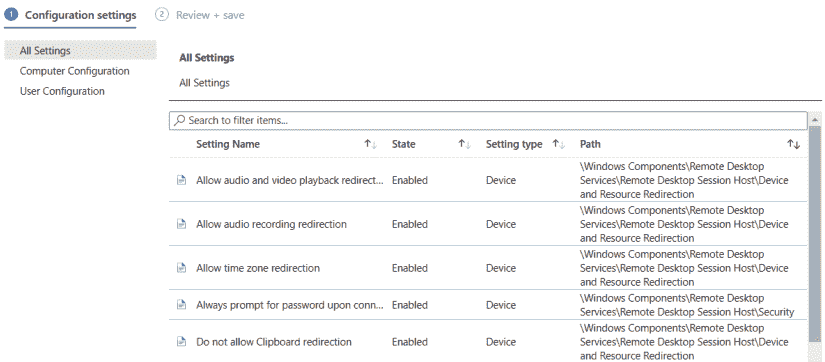 1 Configuration settings 2 Review + save
All Settings
Computer Configuration
User Configuration
All Settings
All Settings
Search to filter items...
Setting Name State Setting type Path
Allow audio and video playback redirect... Enabled Device \Windows Components\Remote Desktop
Services\Remote Desktop Session Host\Device
and Resource Redirection
Allow audio recording redirection Enabled Device \Windows Components\Remote Desktop
Services\Remote Desktop Session Host\Device
and Resource Redirection
Allow time zone redirection Enabled Device \Windows Components\Remote Desktop
Services\Remote Desktop Session Host\Device
and Resource Redirection
Always prompt for password upon conn... Enabled Device \Windows Components\Remote Desktop
Services\Remote Desktop Session Host\Security
Do not allow Clipboard redirection Enabled Device \Windows Components\Remote Desktop
Services\Remote Desktop Session Host\Device
and Resource Redirection